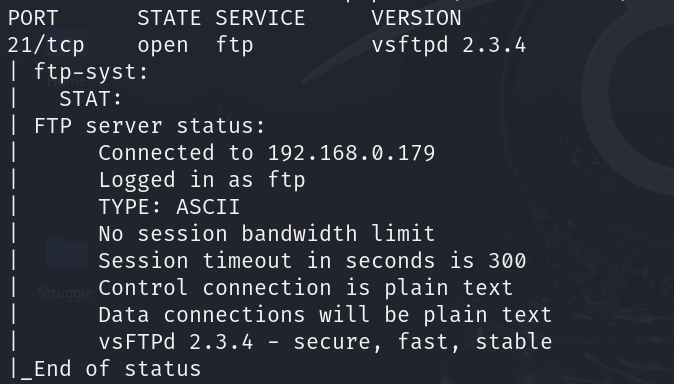 PORT      STATE SERVICE     VERSION
21/tcp    open  ftp         vsftpd 2.3.4
| ftp-syst:
|   STAT:
| FTP server status:
|      Connected to 192.168.0.179
|      Logged in as ftp
|      TYPE: ASCII
|      No session bandwidth limit
|      Session timeout in seconds is 300
|      Control connection is plain text
Struggle
|      Data connections will be plain text
|      vsFTPd 2.3.4 - secure, fast, stable
|_End of status